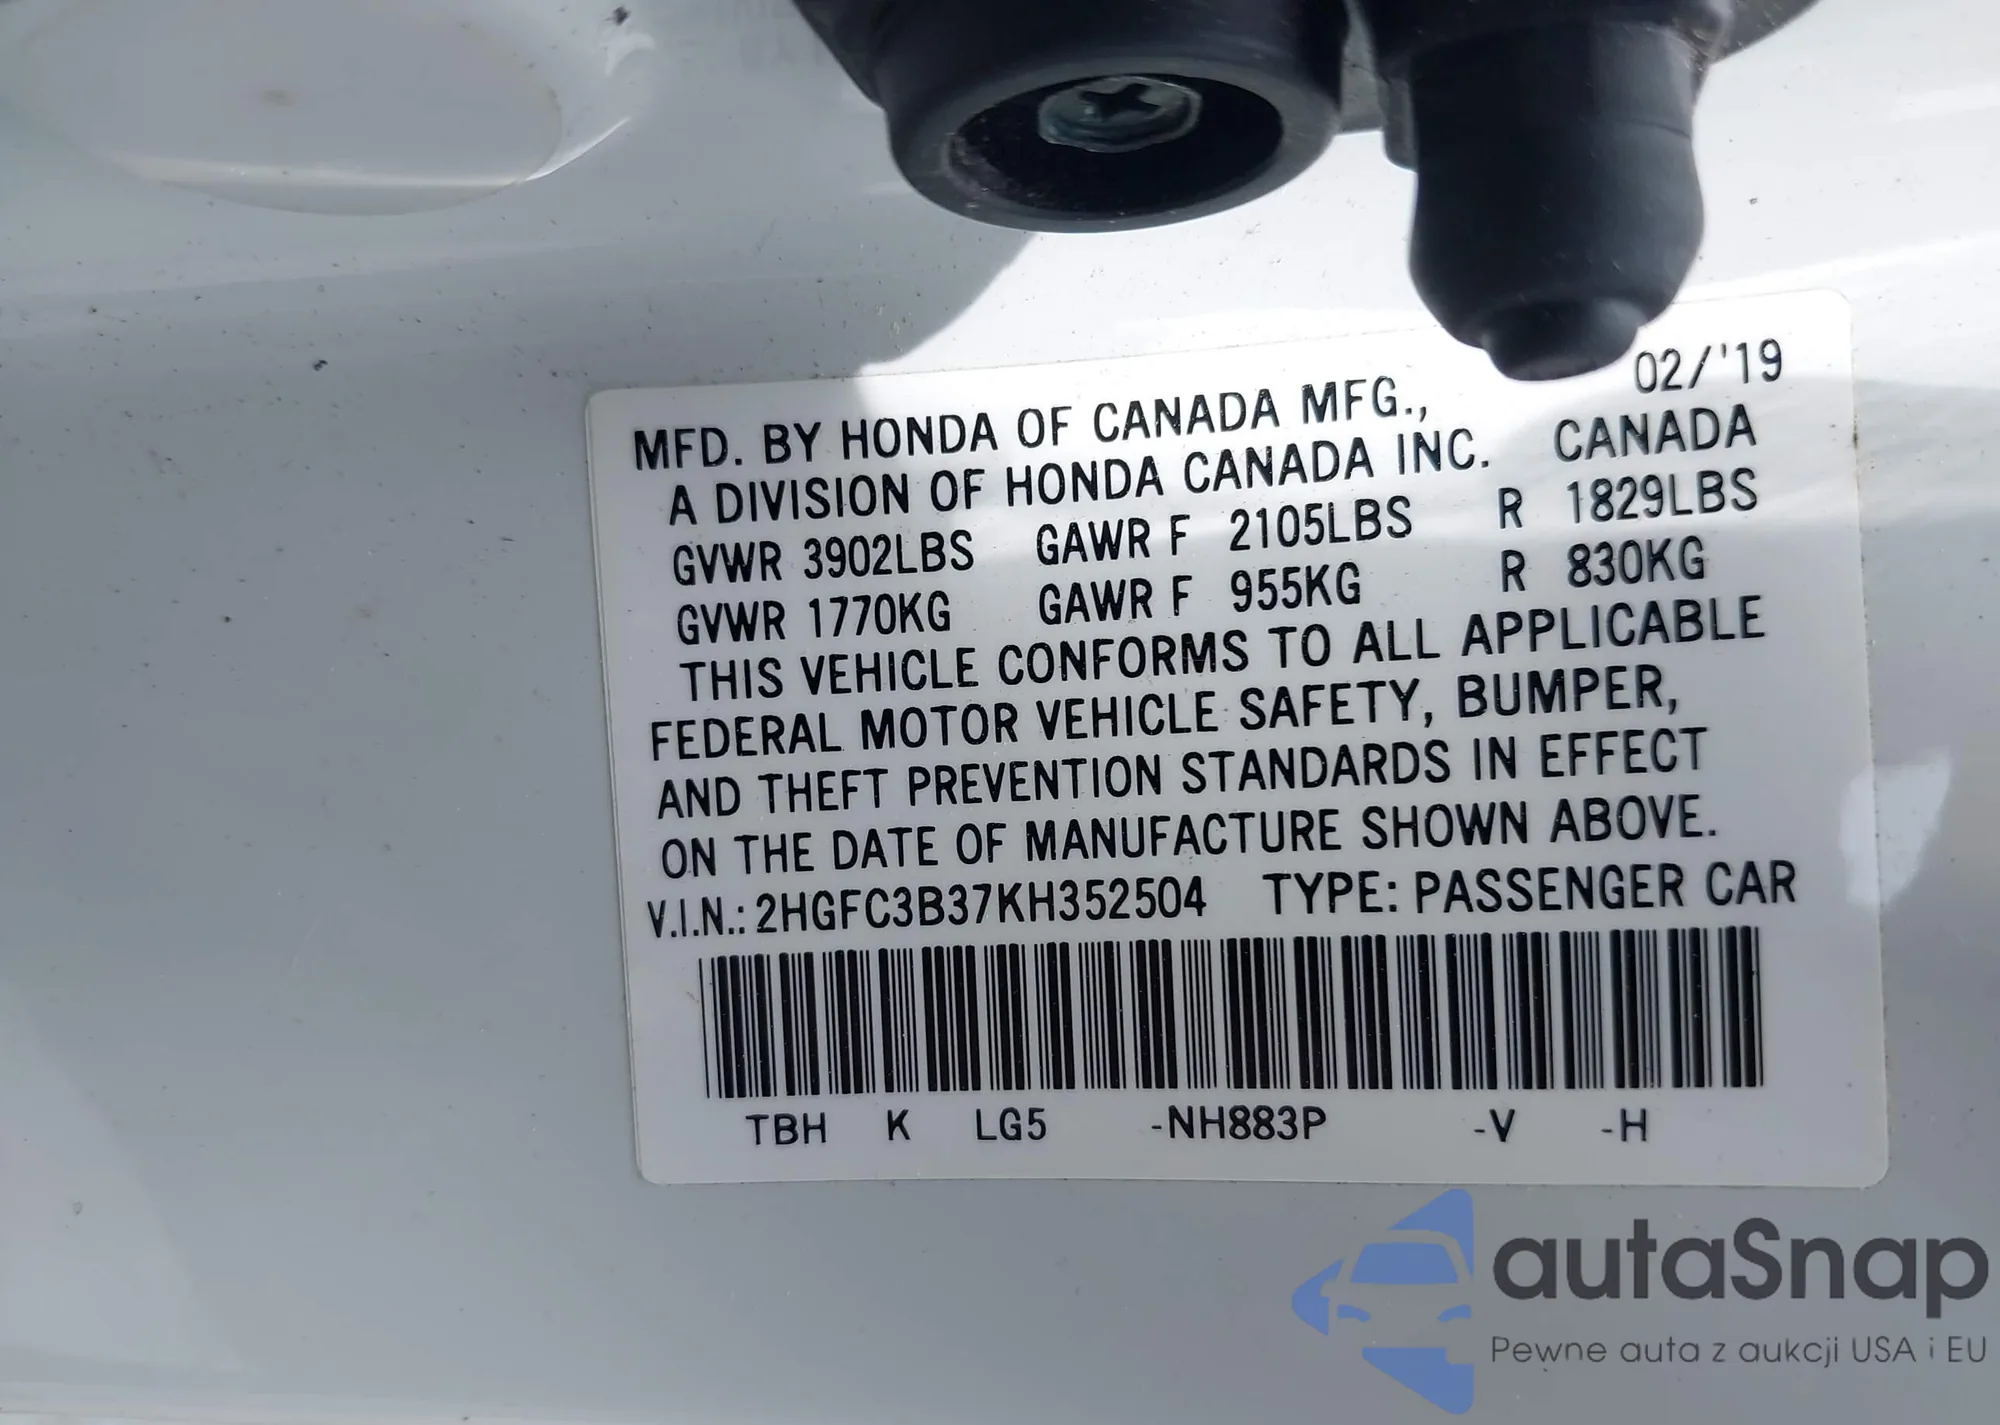 02/'19
MFD. BY HONDA OF CANADA MFG.,
A DIVISION OF HONDA CANADA INC. CANADA
GVWR 3902LBS GAWR F 2105LBS R 1829LBS
GVWR 1770KG GAWR F 955KG R 830KG
THIS VEHICLE CONFORMS TO ALL APPLICABLE
FEDERAL MOTOR VEHICLE SAFETY, BUMPER,
AND THEFT PREVENTION STANDARDS IN EFFECT
ON THE DATE OF MANUFACTURE SHOWN ABOVE.
V.I.N.: 2HGFC3B37KH352504 TYPE: PASSENGER CAR
TBH K LG5 -NH883P -V -H
autaSnap
Pewne auta z aukcji USA i EU